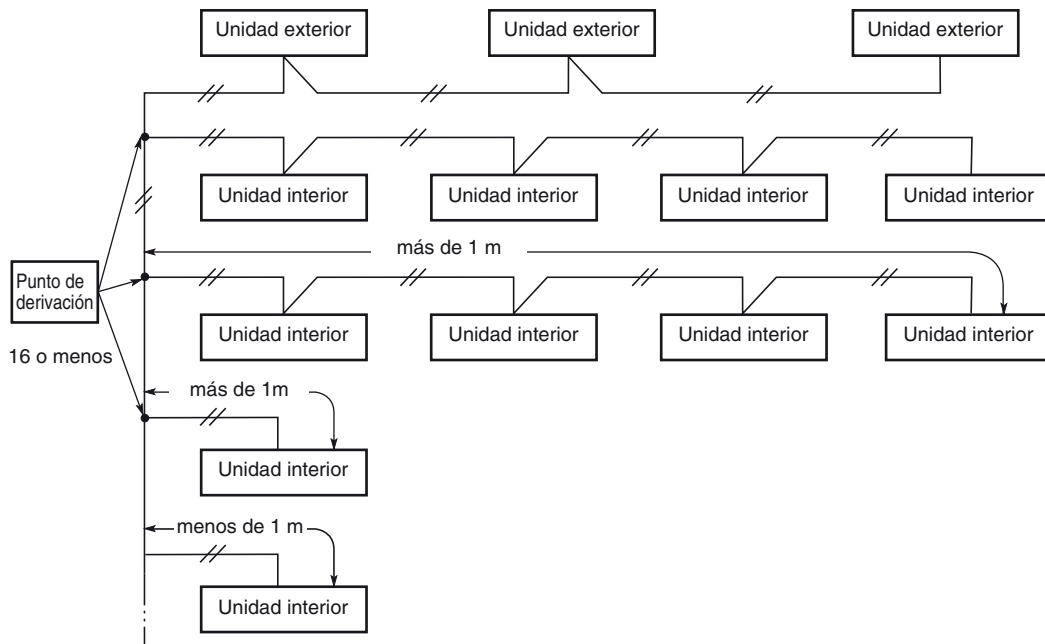 Unidad exterior
Unidad exterior
Unidad exterior
Unidad interior
Unidad interior
Unidad interior
Unidad interior
más de 1 m
Punto de
derivación
Unidad interior
Unidad interior
Unidad interior
Unidad interior
16 o menos
más de 1m
Unidad interior
menos de 1 m
Unidad interior